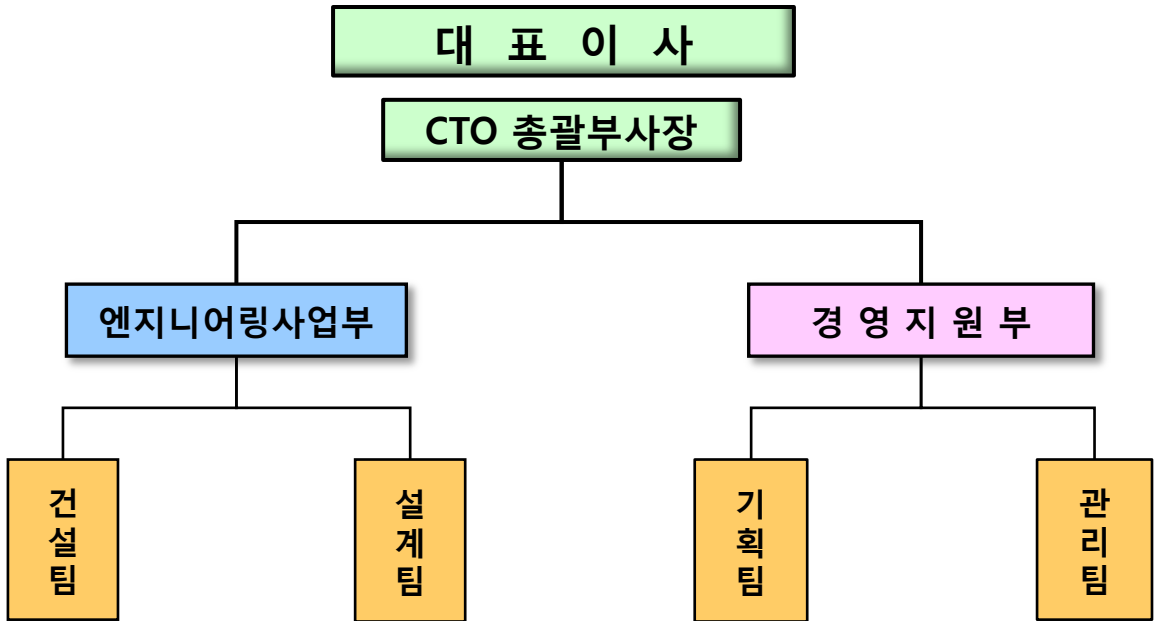 대 표 이 사
CTO 총괄부사장
엔지니어링사업부
경 영 지 원 부
건설팀
설계팀
기획팀
관리팀